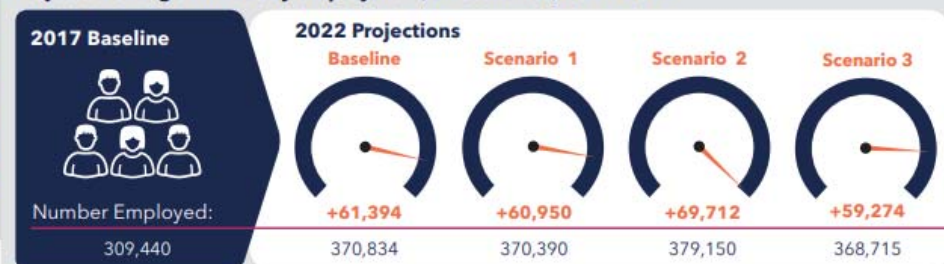 2017 Baseline
2022 Projections
Baseline Scenario 1 Scenario 2 Scenario 3
Number Employed: +61,394 +60,950 +69,712 +59,274
309,440 370,834 370,390 379,150 368,715